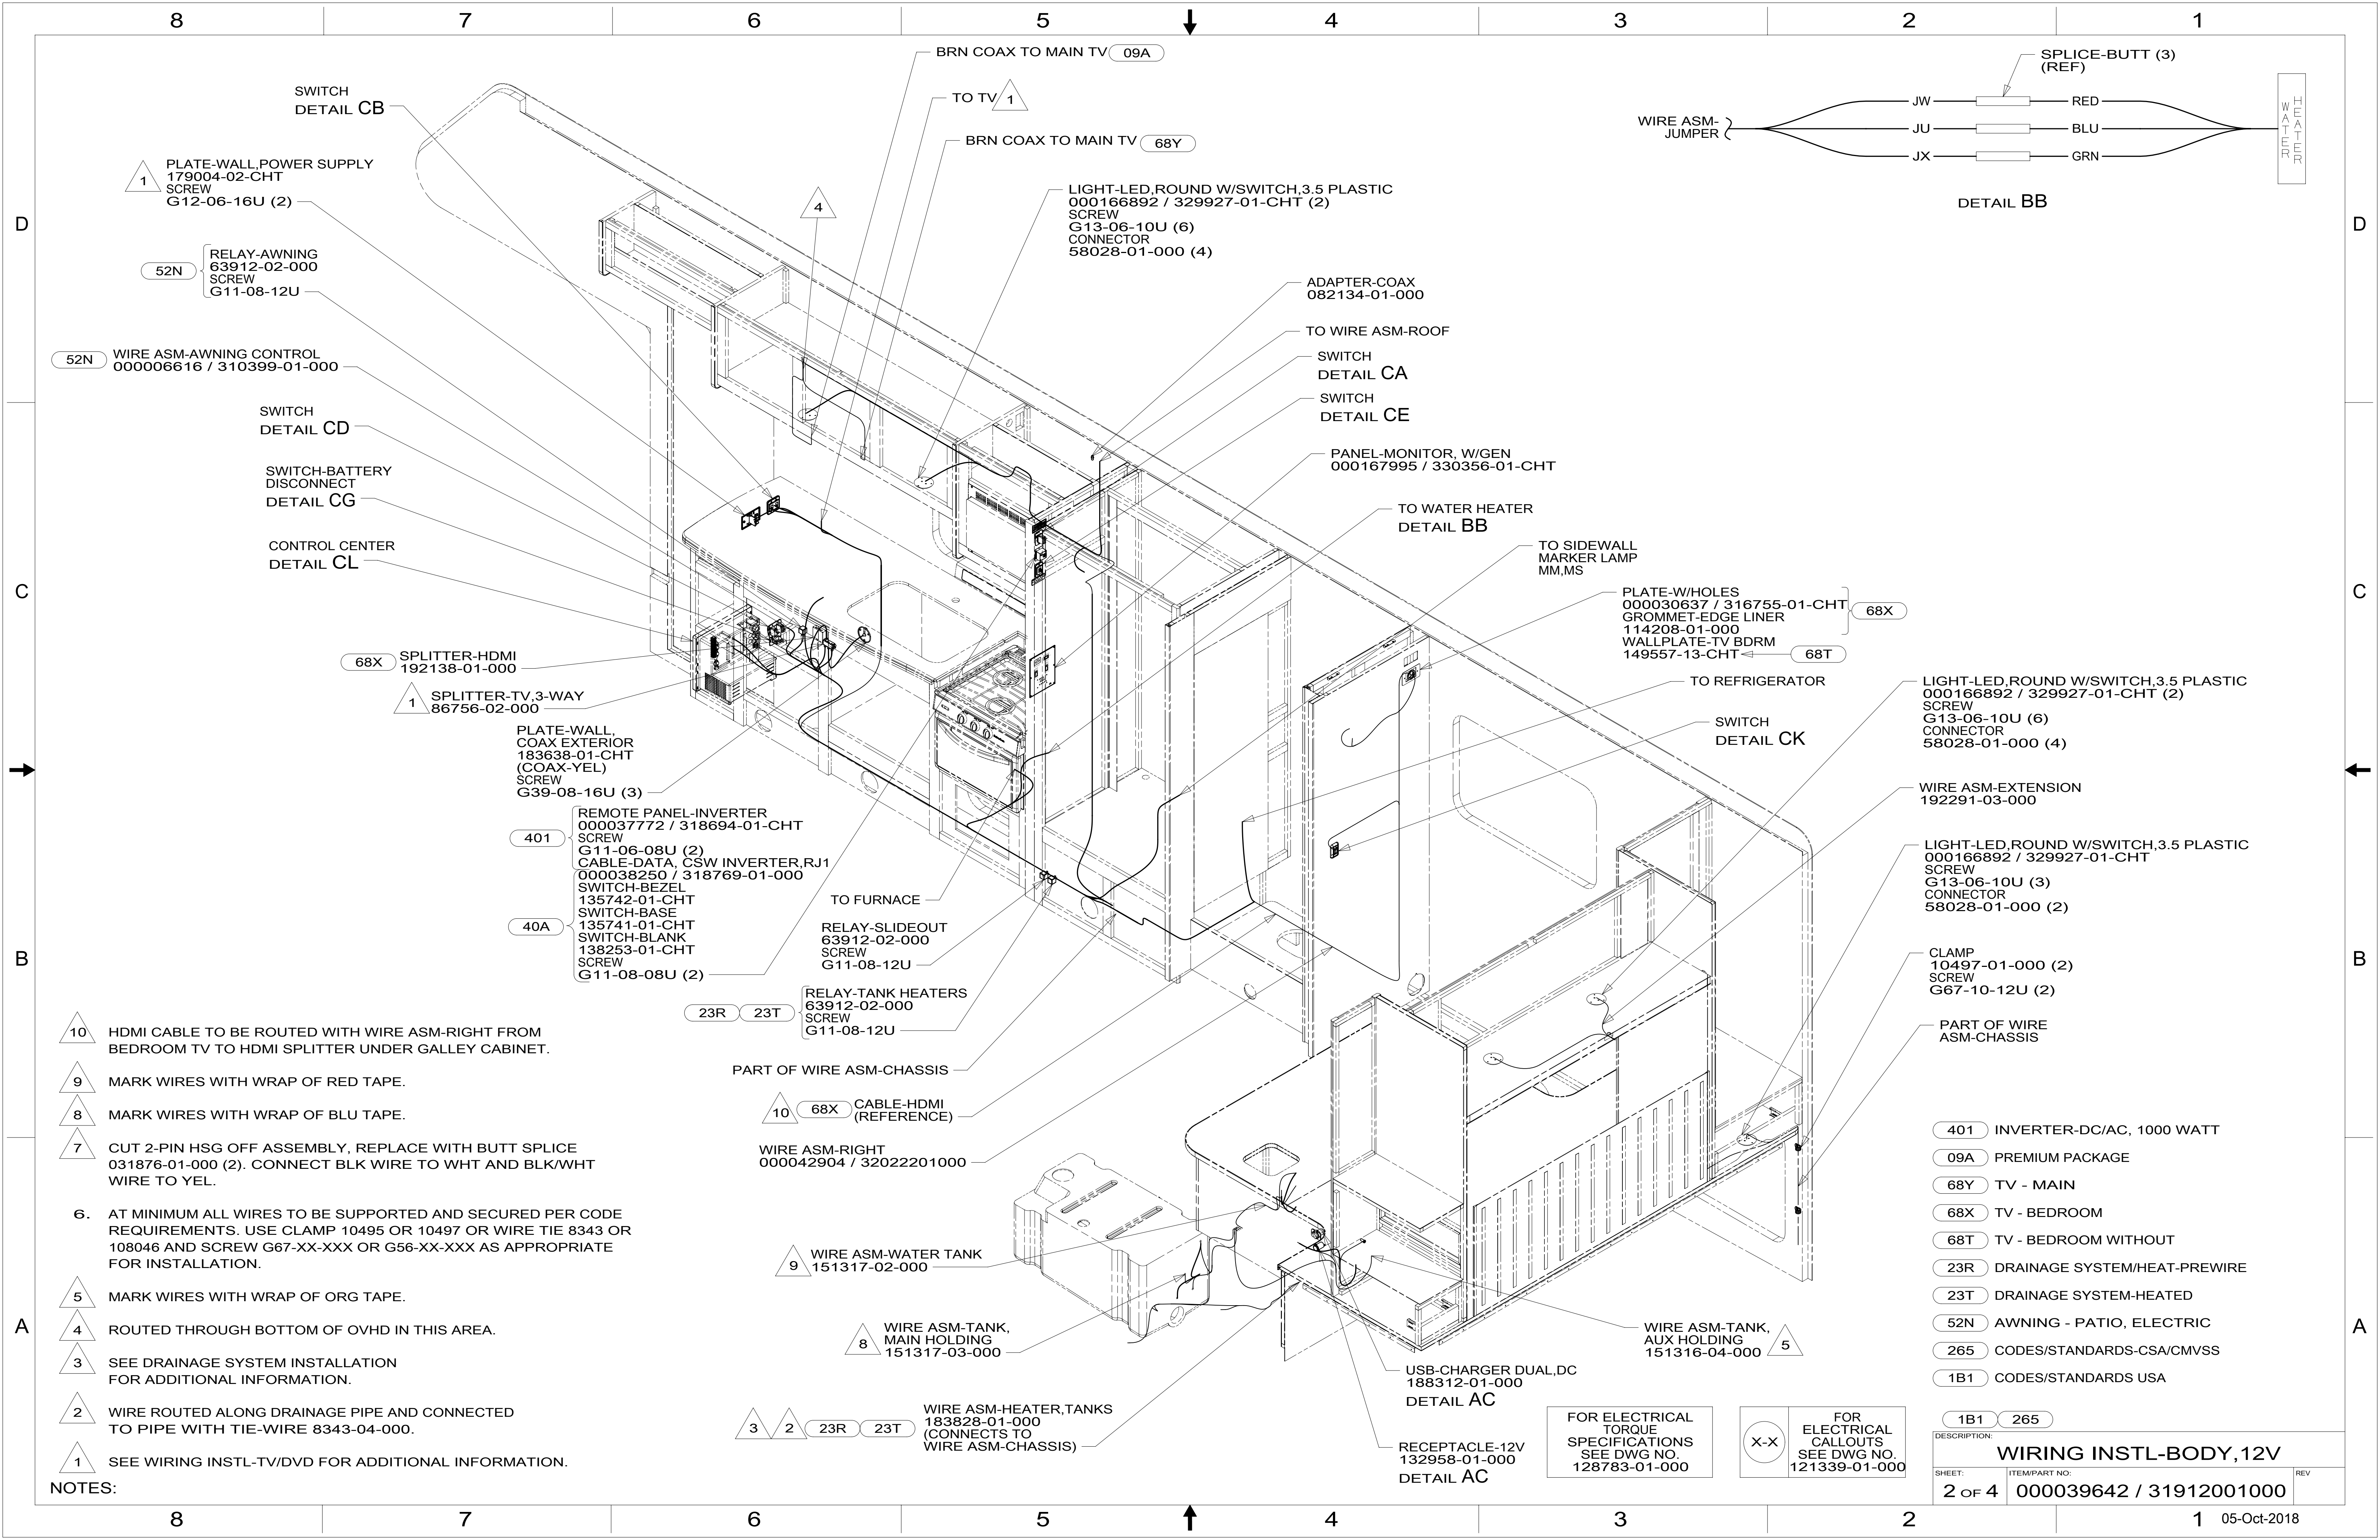 8 7 6 5 4 3 2 1
BRN COAX TO MAIN TV 09A
TO TV 1
BRN COAX TO MAIN TV 68Y
SWITCH
DETAIL CB
1 PLATE-WALL,POWER SUPPLY
179004-02-CHT
SCREW
G12-06-16U (2)
4
LIGHT-LED,ROUND W/SWITCH,3.5 PLASTIC
000166892 / 329927-01-CHT (2)
SCREW
G13-06-10U (6)
CONNECTOR
58028-01-000 (4)
SPLICE-BUTT (3)
(REF)
WIRE ASM-
JUMPER
JW RED
JU BLU
JX GRN
WATER
HEATER
DETAIL BB
D
D
52N RELAY-AWNING
63912-02-000
SCREW
G11-08-12U
ADAPTER-COAX
082134-01-000
TO WIRE ASM-ROOF
SWITCH
DETAIL CA
SWITCH
DETAIL CE
52N WIRE ASM-AWNING CONTROL
000006616 / 310399-01-000
SWITCH
DETAIL CD
SWITCH-BATTERY
DISCONNECT
DETAIL CG
CONTROL CENTER
DETAIL CL
PANEL-MONITOR, W/GEN
000167995 / 330356-01-CHT
TO WATER HEATER
DETAIL BB
TO SIDEWALL
MARKER LAMP
MM,MS
C
C
PLATE-W/HOLES
000030637 / 316755-01-CHT
GROMMET-EDGE LINER
114208-01-000
68X
WALLPLATE-TV BDRM
149557-13-CHT 68T
TO REFRIGERATOR
SWITCH
DETAIL CK
68X SPLITTER-HDMI
192138-01-000
1 SPLITTER-TV,3-WAY
86756-02-000
PLATE-WALL,
COAX EXTERIOR
183638-01-CHT
(COAX-YEL)
SCREW
G39-08-16U (3)
LIGHT-LED,ROUND W/SWITCH,3.5 PLASTIC
000166892 / 329927-01-CHT (2)
SCREW
G13-06-10U (6)
CONNECTOR
58028-01-000 (4)
WIRE ASM-EXTENSION
192291-03-000
LIGHT-LED,ROUND W/SWITCH,3.5 PLASTIC
000166892 / 329927-01-CHT
SCREW
G13-06-10U (3)
CONNECTOR
58028-01-000 (2)
CLAMP
10497-01-000 (2)
SCREW
G67-10-12U (2)
PART OF WIRE
ASM-CHASSIS
401 REMOTE PANEL-INVERTER
000037772 / 318694-01-CHT
SCREW
G11-06-08U (2)
CABLE-DATA, CSW INVERTER,RJ1
000038250 / 318769-01-000
40A SWITCH-BEZEL
135742-01-CHT
SWITCH-BASE
135741-01-CHT
SWITCH-BLANK
138253-01-CHT
SCREW
G11-08-08U (2)
TO FURNACE
RELAY-SLIDEOUT
63912-02-000
SCREW
G11-08-12U
B
B
23R 23T RELAY-TANK HEATERS
63912-02-000
SCREW
G11-08-12U
PART OF WIRE ASM-CHASSIS
10 68X CABLE-HDMI
(REFERENCE)
WIRE ASM-RIGHT
000042904 / 32022201000
9 WIRE ASM-WATER TANK
151317-02-000
8 WIRE ASM-TANK,
MAIN HOLDING
151317-03-000
3 2 23R 23T WIRE ASM-HEATER,TANKS
183828-01-000
(CONNECTS TO
WIRE ASM-CHASSIS)
WIRE ASM-TANK,
AUX HOLDING
151316-04-000 5
USB-CHARGER DUAL,DC
188312-01-000
DETAIL AC
RECEPTACLE-12V
132958-01-000
DETAIL AC
10 HDMI CABLE TO BE ROUTED WITH WIRE ASM-RIGHT FROM
BEDROOM TV TO HDMI SPLITTER UNDER GALLEY CABINET.
9 MARK WIRES WITH WRAP OF RED TAPE.
8 MARK WIRES WITH WRAP OF BLU TAPE.
7 CUT 2-PIN HSG OFF ASSEMBLY, REPLACE WITH BUTT SPLICE
031876-01-000 (2). CONNECT BLK WIRE TO WHT AND BLK/WHT
WIRE TO YEL.
6. AT MINIMUM ALL WIRES TO BE SUPPORTED AND SECURED PER CODE
REQUIREMENTS. USE CLAMP 10495 OR 10497 OR WIRE TIE 8343 OR
108046 AND SCREW G67-XX-XXX OR G56-XX-XXX AS APPROPRIATE
FOR INSTALLATION.
5 MARK WIRES WITH WRAP OF ORG TAPE.
4 ROUTED THROUGH BOTTOM OF OVHD IN THIS AREA.
3 SEE DRAINAGE SYSTEM INSTALLATION
FOR ADDITIONAL INFORMATION.
2 WIRE ROUTED ALONG DRAINAGE PIPE AND CONNECTED
TO PIPE WITH TIE-WIRE 8343-04-000.
1 SEE WIRING INSTL-TV/DVD FOR ADDITIONAL INFORMATION.
NOTES:
A
A
401 INVERTER-DC/AC, 1000 WATT
09A PREMIUM PACKAGE
68Y TV - MAIN
68X TV - BEDROOM
68T TV - BEDROOM WITHOUT
23R DRAINAGE SYSTEM/HEAT-PREWIRE
23T DRAINAGE SYSTEM-HEATED
52N AWNING - PATIO, ELECTRIC
265 CODES/STANDARDS-CSA/CMVSS
1B1 CODES/STANDARDS USA
1B1 265
FOR ELECTRICAL
TORQUE
SPECIFICATIONS
SEE DWG NO.
128783-01-000
X-X
FOR
ELECTRICAL
CALLOUTS
SEE DWG NO.
121339-01-000
DESCRIPTION:
WIRING INSTL-BODY,12V
SHEET: ITEM/PART NO: REV
2 OF 4 000039642 / 31912001000
8 7 6 5 4 3 2 1
05-Oct-2018